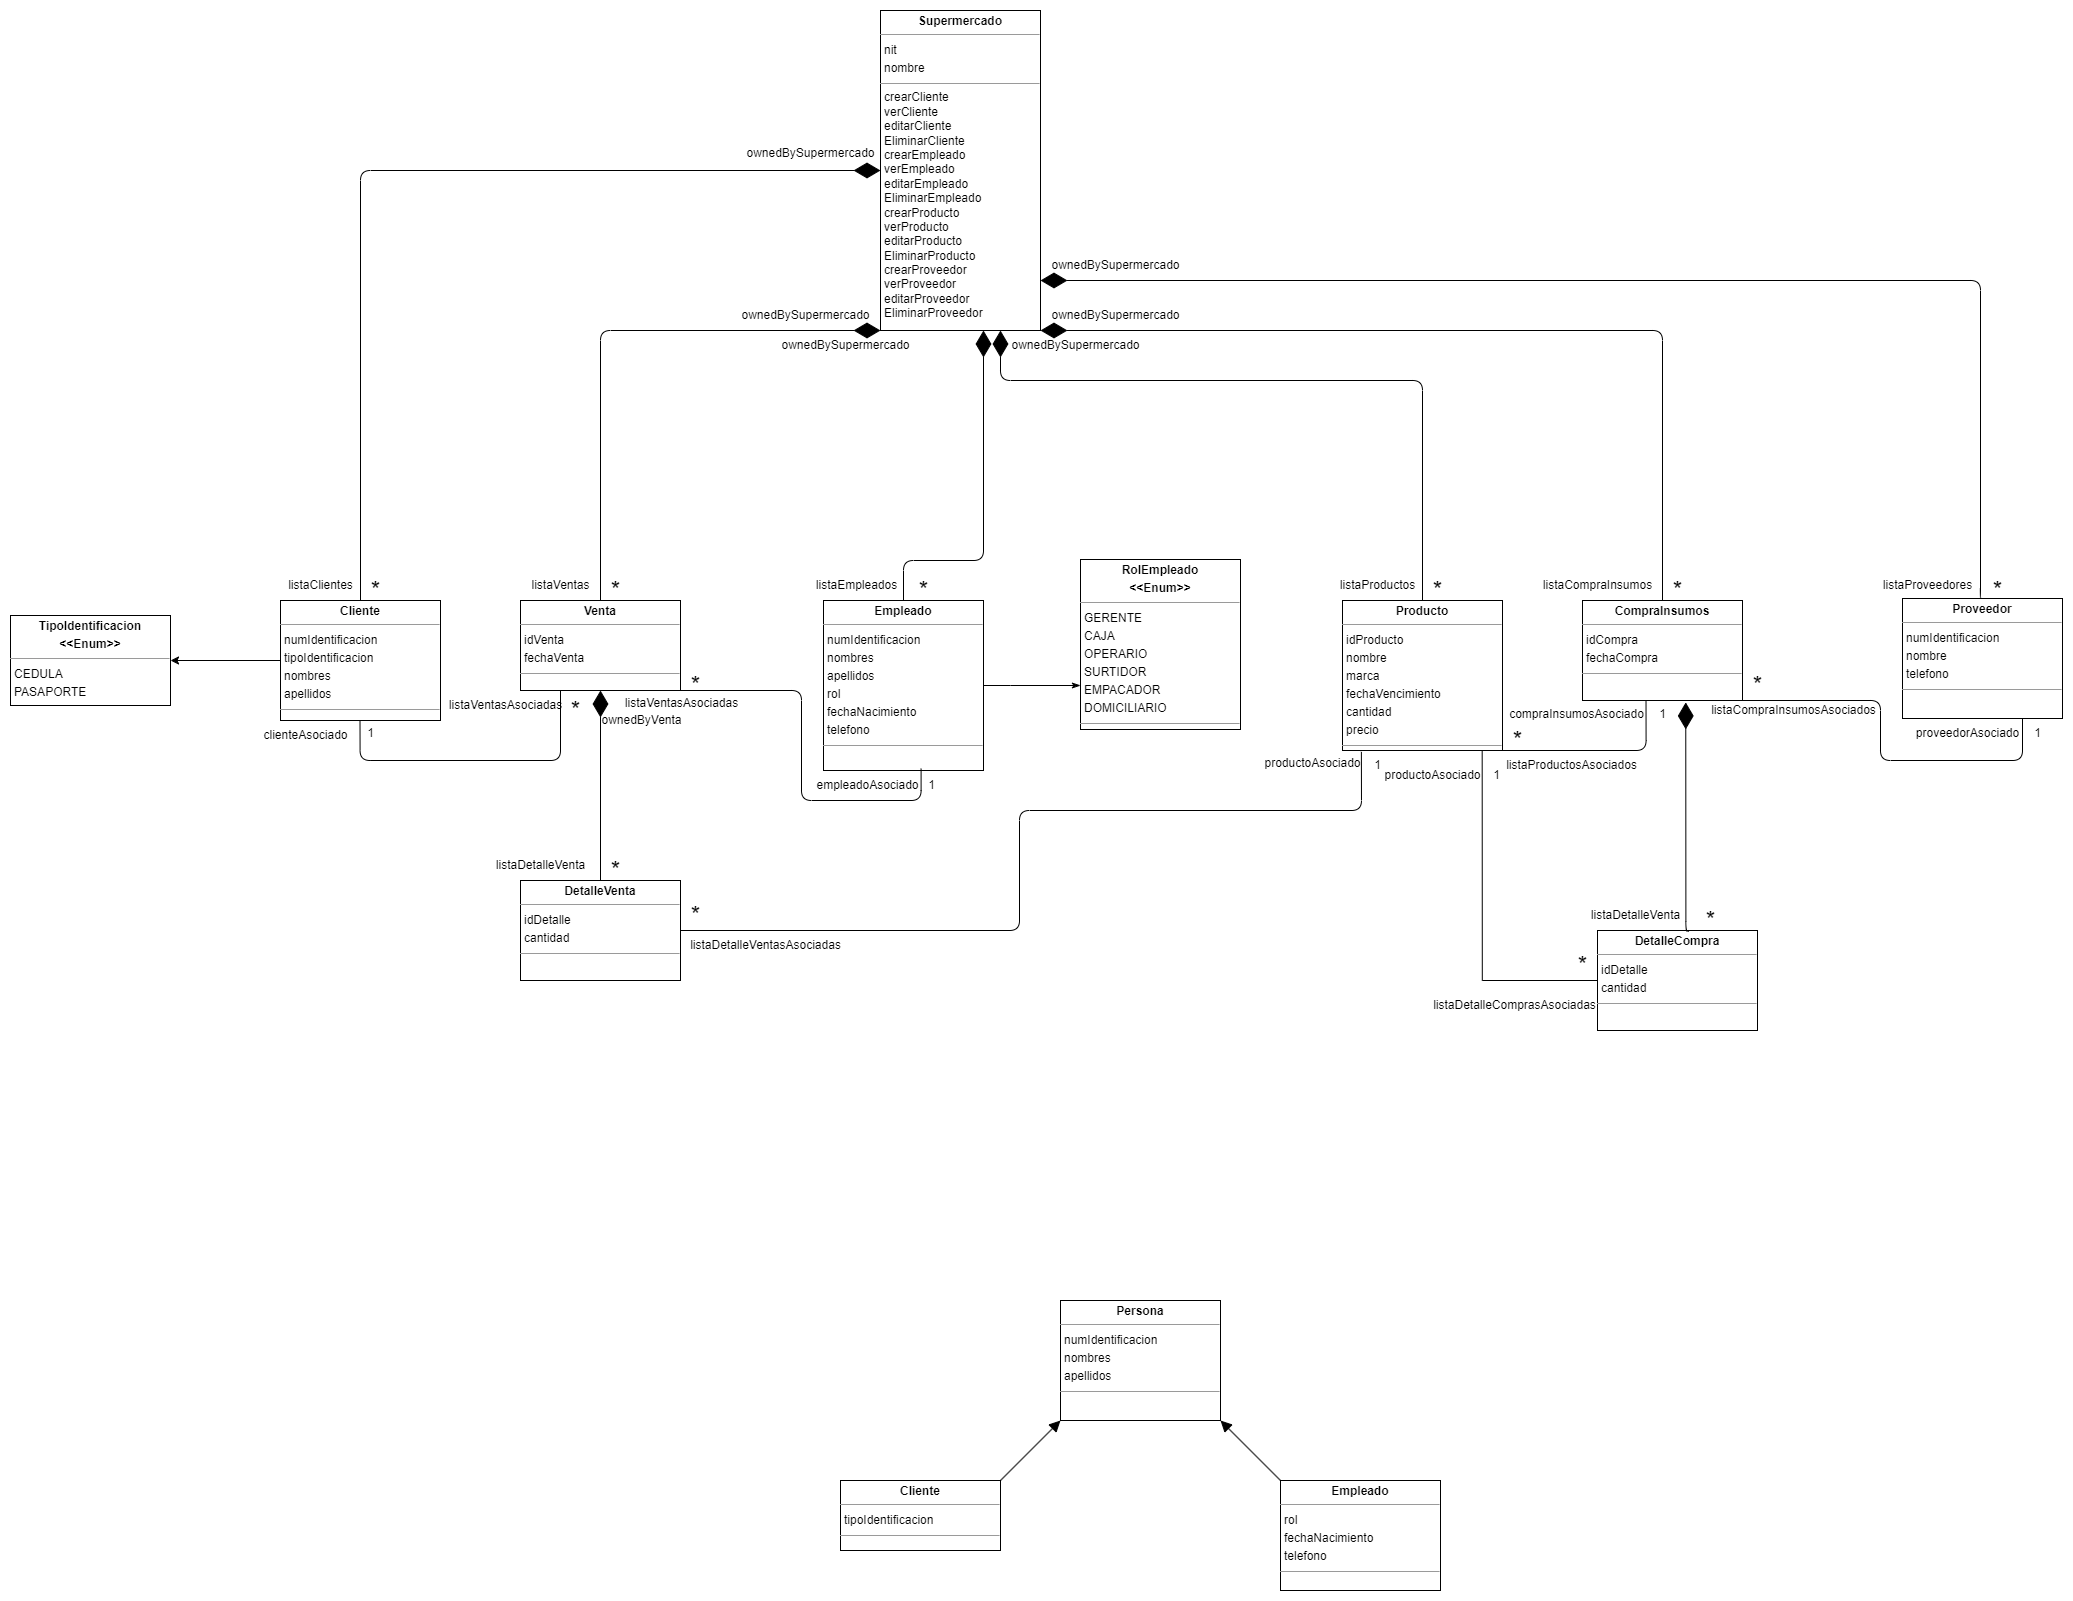 Supermercado
nit
nombre
crearCliente
verCliente
editarCliente
EliminarCliente
crearEmpleado
verEmpleado
editarEmpleado
EliminarEmpleado
crearProducto
verProducto
editarProducto
EliminarProducto
crearProveedor
verProveedor
editarProveedor
EliminarProveedor
ownedBySupermercado
ownedBySupermercado
ownedBySupermercado
ownedBySupermercado
ownedBySupermercado
ownedBySupermercado
listaClientes *
listaVentas *
listaEmpleados *
listaProductos *
listaCompraInsumos *
listaProveedores *
TipoIdentificacion
<<Enum>>
CEDULA
PASAPORTE
Cliente
numIdentificacion
tipoIdentificacion
nombres
apellidos
clienteAsociado 1
Venta
idVenta
fechaVenta
listaVentasAsociadas *
ownedByVenta
*
listaVentasAsociadas
Empleado
numIdentificacion
nombres
apellidos
rol
fechaNacimiento
telefono
empleadoAsociado 1
RolEmpleado
<<Enum>>
GERENTE
CAJA
OPERARIO
SURTIDOR
EMPACADOR
DOMICILIARIO
Producto
idProducto
nombre
marca
fechaVencimiento
cantidad
precio
productoAsociado 1
productoAsociado 1
*
listaProductosAsociados
CompraInsumos
idCompra
fechaCompra
compraInsumosAsociado 1
*
listaCompraInsumosAsociados
Proveedor
numIdentificacion
nombre
telefono
proveedorAsociado 1
listaDetalleVenta *
DetalleVenta
idDetalle
cantidad
*
listaDetalleVentasAsociadas
listaDetalleVenta *
DetalleCompra
idDetalle
cantidad
*
listaDetalleComprasAsociadas
Persona
numIdentificacion
nombres
apellidos
Cliente
tipoIdentificacion
Empleado
rol
fechaNacimiento
telefono